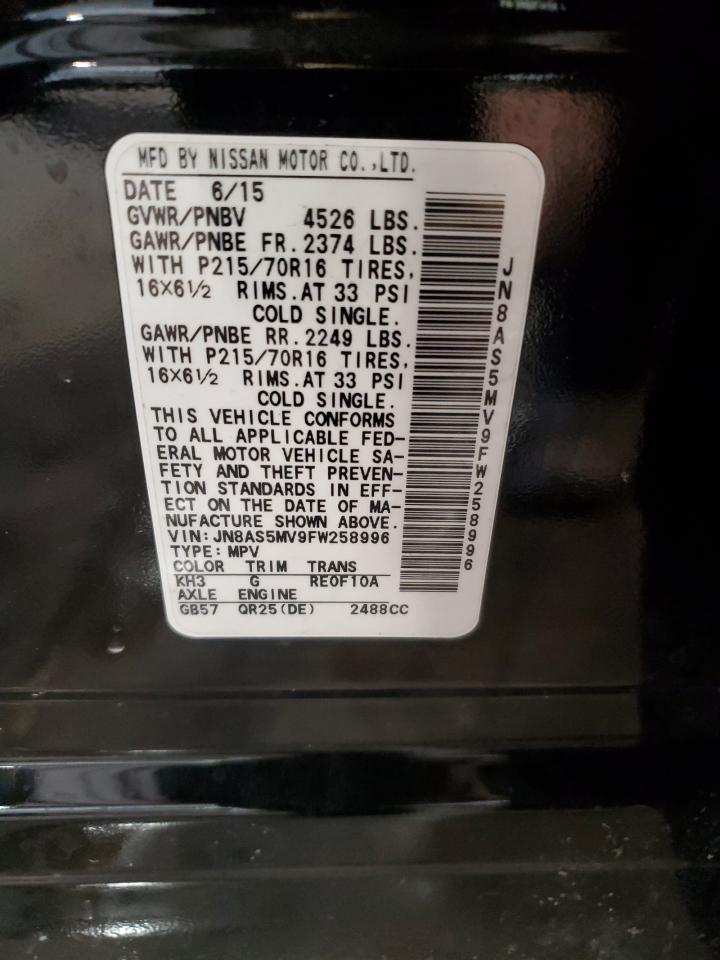 MFD BY NISSAN MOTOR CO.,LTD.
DATE 6/15
GVWR/PNBV 4526 LBS.
GAWR/PNBE FR.2374 LBS.
WITH P215/70R16 TIRES,
16X6½ RIMS.AT 33 PSI
COLD SINGLE.
GAWR/PNBE RR.2249 LBS.
WITH P215/70R16 TIRES,
16X6½ RIMS.AT 33 PSI
COLD SINGLE.
THIS VEHICLE CONFORMS
TO ALL APPLICABLE FED-
ERAL MOTOR VEHICLE SA-
FETY AND THEFT PREVEN-
TION STANDARDS IN EFF-
ECT ON THE DATE OF MA-
NUFACTURE SHOWN ABOVE.
VIN:JN8AS5MV9FW258996
TYPE:MPV
COLOR TRIM TRANS
KH3 G RE0F10A
AXLE ENGINE
GB57 QR25(DE) 2488CC
JN8AS5MV9FW258996